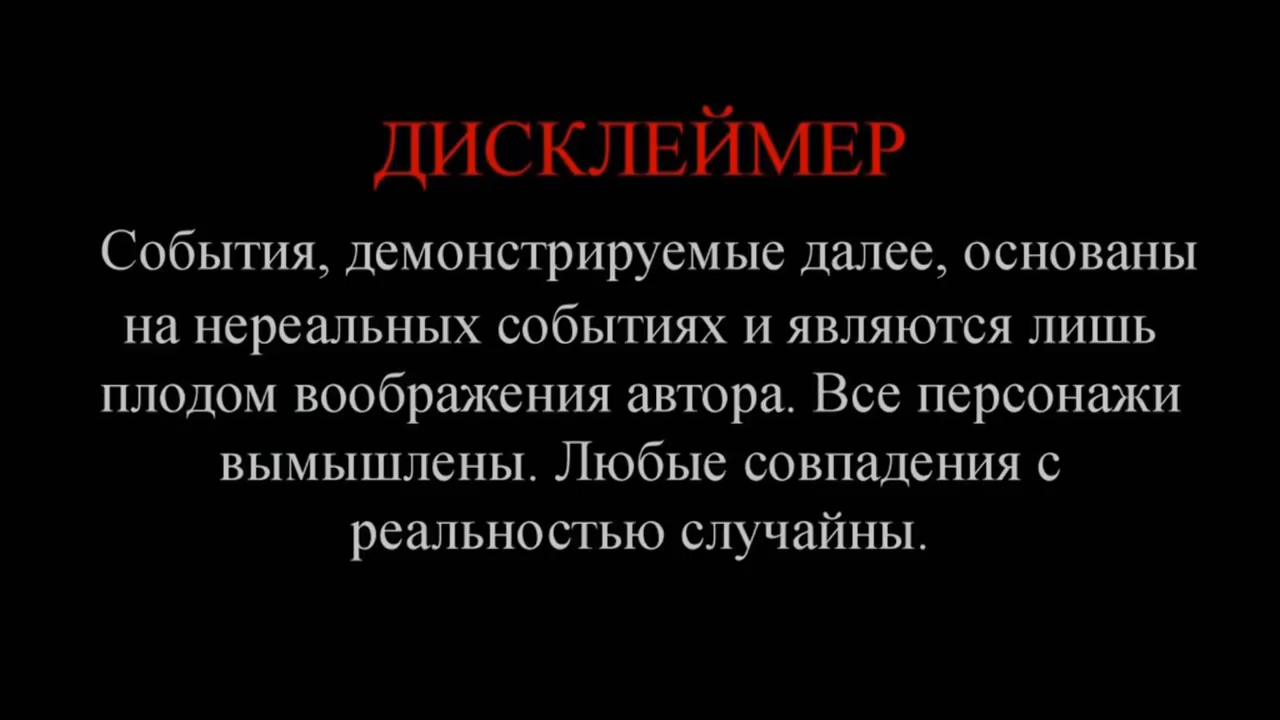 ДИСКЛЕЙМЕР
События, демонстрируемые далее, основаны
на нереальных событиях и являются лишь
плодом воображения автора. Все персонажи
вымышлены. Любые совпадения с
реальностью случайны.